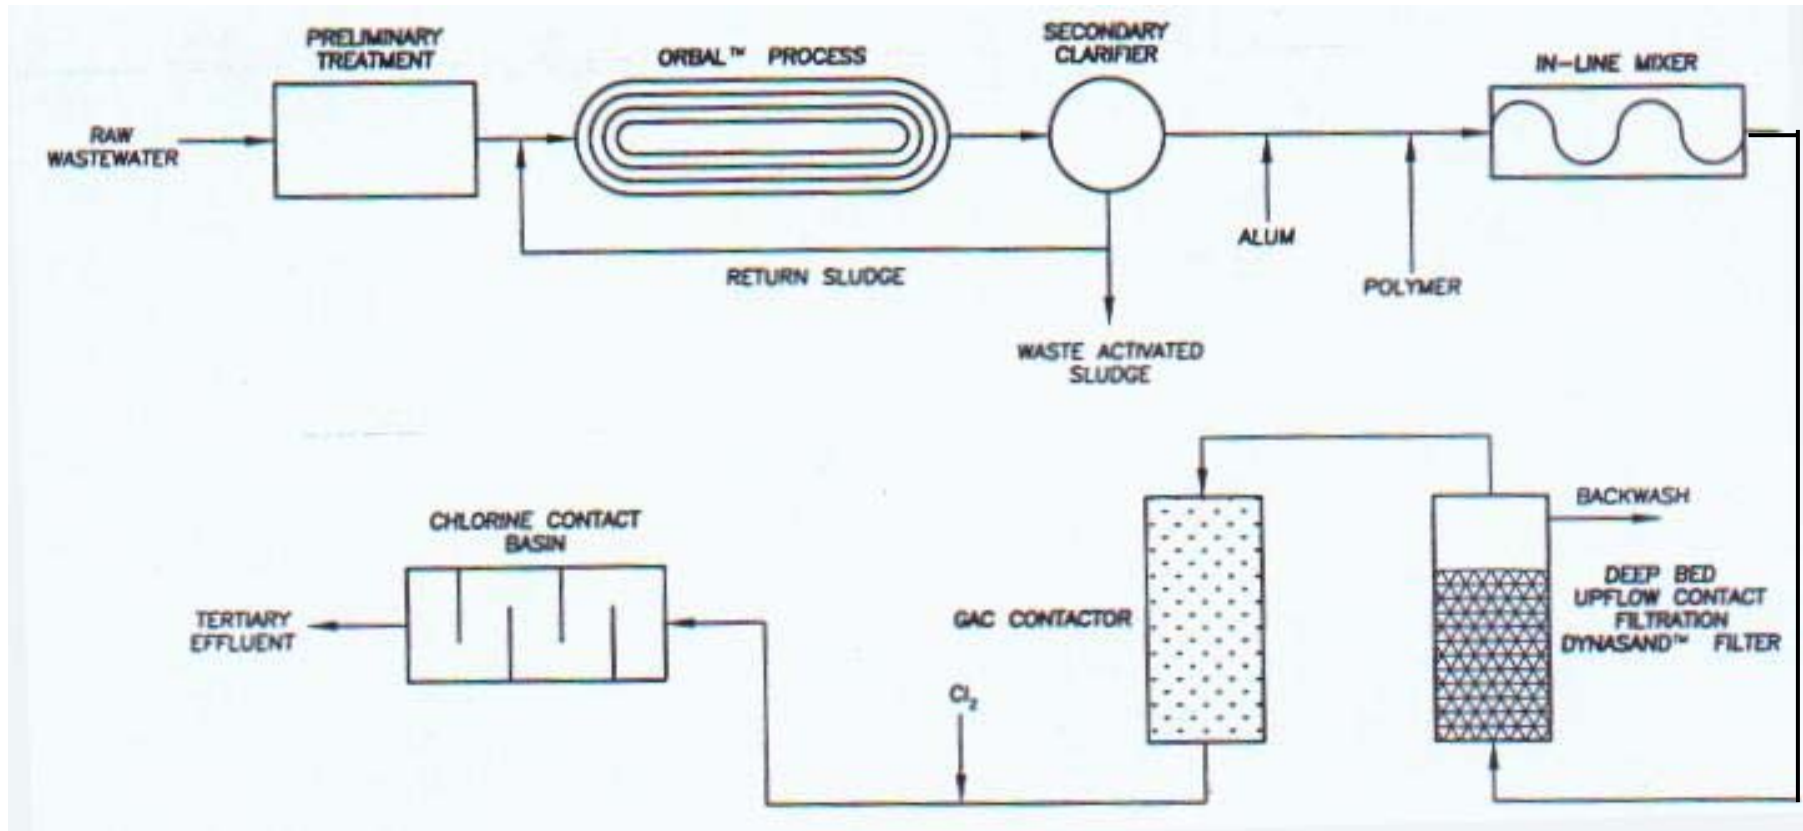 PRELIMINARY
TREATMENT
ORBAL™ PROCESS
SECONDARY
CLARIFIER
IN-LINE MIXER
RAW
WASTEWATER
ALUM
POLYMER
RETURN SLUDGE
WASTE ACTIVATED
SLUDGE
CHLORINE CONTACT
BASIN
TERTIARY
EFFLUENT
Cl₂
GAC CONTACTOR
BACKWASH
DEEP BED
UPFLOW CONTACT
FILTRATION
DYNASAND™ FILTER